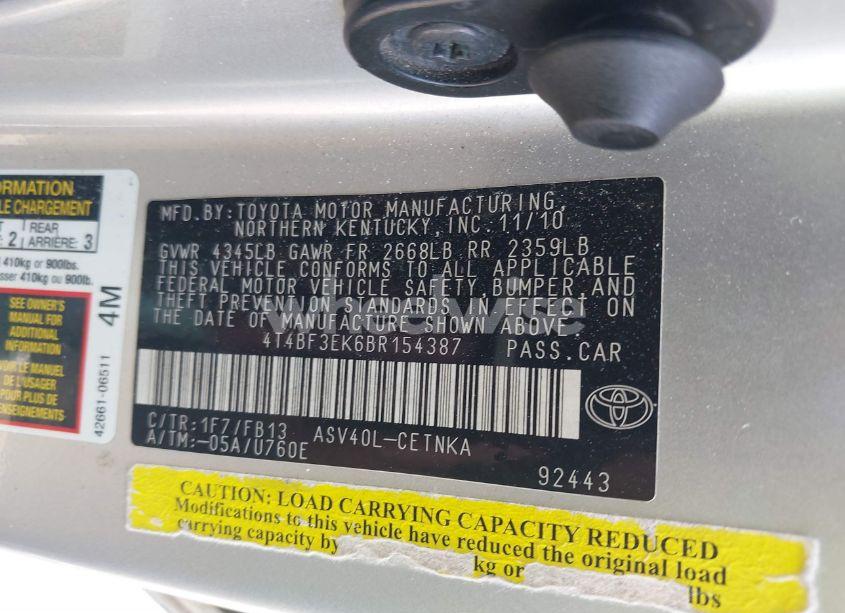 ORMATION
LE CHARGEMENT
2 REAR
ARRIÈRE: 3
410kg or 900lbs.
sser 410kg ou 900lb.
SEE OWNER'S
MANUAL FOR
ADDITIONAL
INFORMATION
VOIR LE MANUEL
DE L'USAGER
POUR PLUS DE
RENSEIGNEMENTS
4M
42661-06511
MFD. BY: TOYOTA MOTOR MANUFACTURING,
NORTHERN KENTUCKY, INC. 11/10
GVWR 4345LB GAWR FR 2668LB RR 2359LB
THIS VEHICLE CONFORMS TO ALL APPLICABLE
FEDERAL MOTOR VEHICLE SAFETY, BUMPER, AND
THEFT PREVENTION STANDARDS IN EFFECT ON
THE DATE OF MANUFACTURE SHOWN ABOVE.
4T4BF3EK6BR154387 PASS.CAR
C/TR:1F7/FB13 ASV40L-CETNKA
A/TM:-05A/U760E
92443
CAUTION: LOAD CARRYING CAPACITY REDUCED
Modifications to this vehicle have reduced the original load
carrying capacity by
kg or lbs